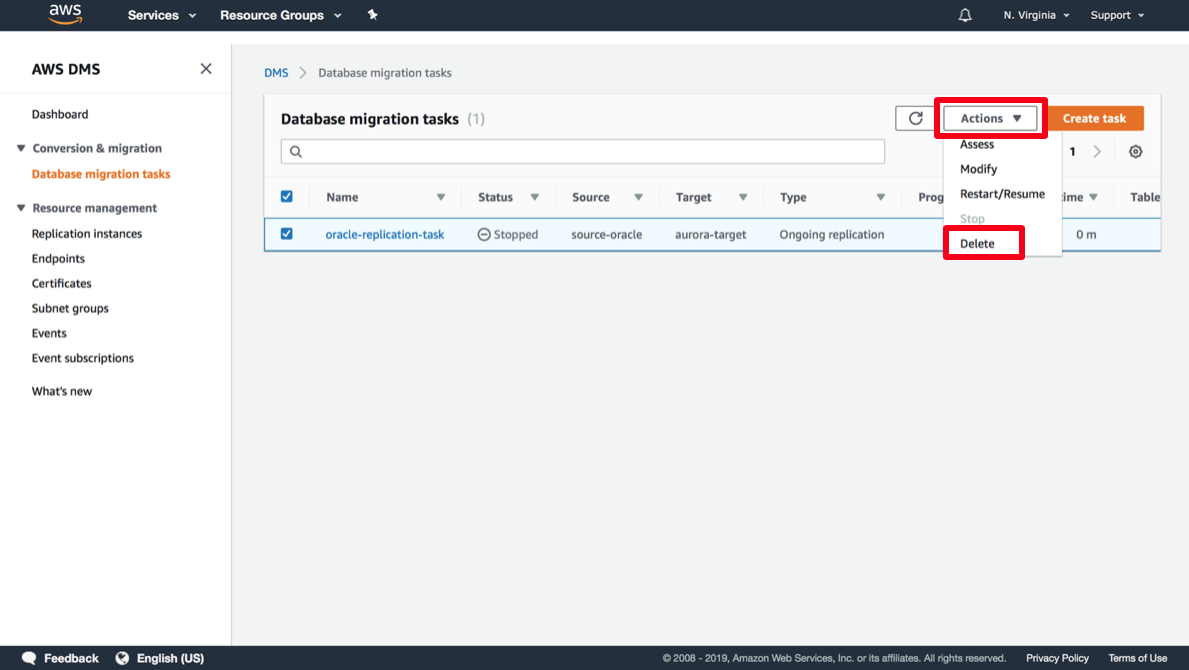 aws
Services Resource Groups N. Virginia Support
AWS DMS
Dashboard
Conversion & migration
Database migration tasks
Resource management
Replication instances
Endpoints
Certificates
Subnet groups
Events
Event subscriptions
What's new
DMS Database migration tasks
Database migration tasks (1)
Actions Create task
1
Assess
Modify
Restart/Resume
Stop
Delete
Name Status Source Target Type Prog ime Table
oracle-replication-task Stopped source-oracle aurora-target Ongoing replication 0 m
Feedback English (US) © 2008 - 2019, Amazon Web Services, Inc. or its affiliates. All rights reserved. Privacy Policy Terms of Use